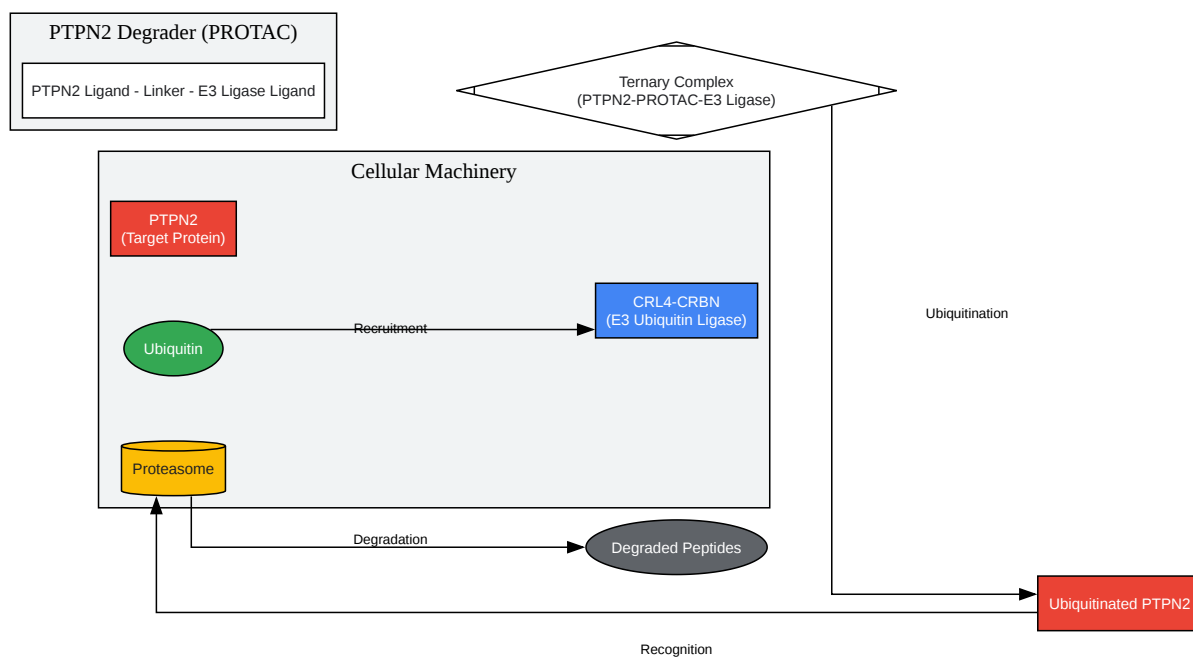 PTPN2 Degrader (PROTAC)
PTPN2 Ligand - Linker - E3 Ligase Ligand
Ternary Complex
(PTPN2-PROTAC-E3 Ligase)
Cellular Machinery
PTPN2
(Target Protein)
CRL4-CRBN
(E3 Ubiquitin Ligase)
Ubiquitination
Recruitment
Ubiquitin
Proteasome
Degradation
Degraded Peptides
Ubiquitinated PTPN2
Recognition